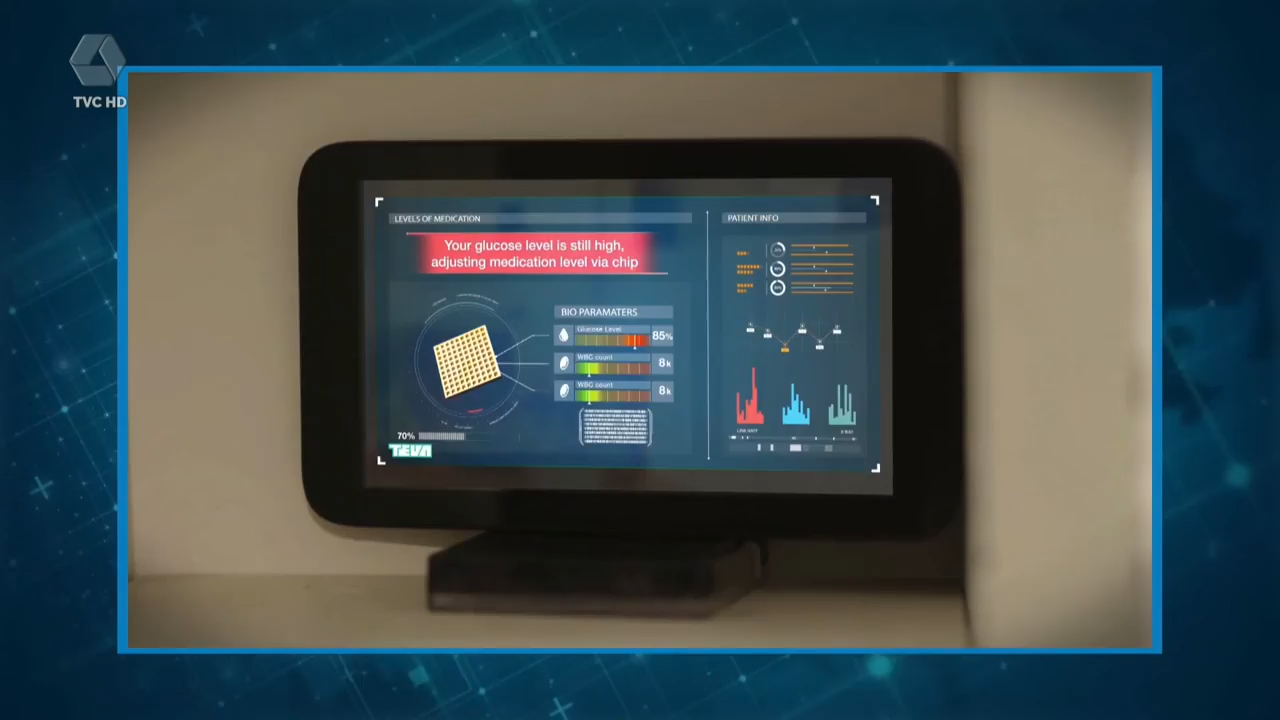 TVC HD
LEVELS OF MEDICATION
Your glucose level is still high,
adjusting medication level via chip
BIO PARAMATERS
Glucose Level
85%
WBC count
8k
WBC count
8k
70%
TEVA
PATIENT INFO